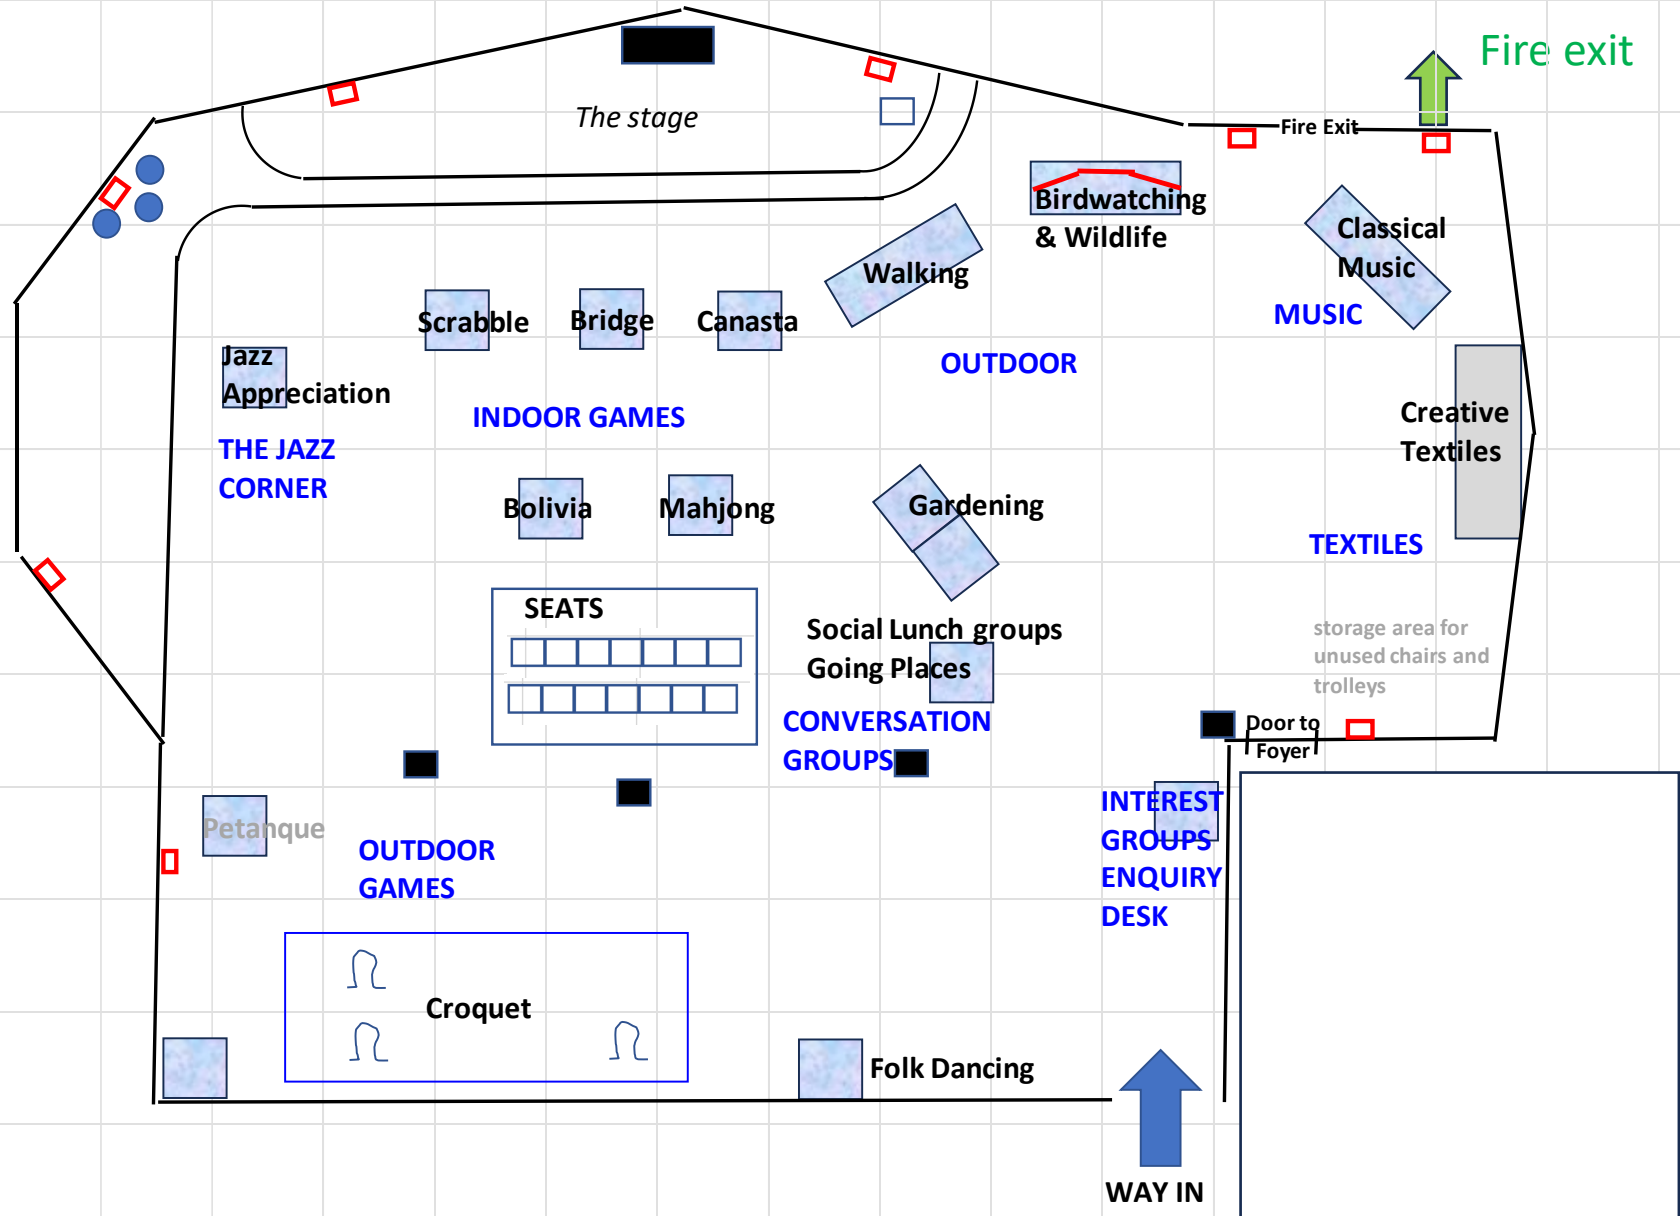 Fire exit
The stage
Fire Exit
Birdwatching
& Wildlife
Classical
Music
Walking
MUSIC
Scrabble
Bridge
Canasta
Jazz
Appreciation
OUTDOOR
INDOOR GAMES
Creative
Textiles
THE JAZZ
CORNER
Bolivia
Mahjong
Gardening
TEXTILES
SEATS
Social Lunch groups
Going Places
storage area for
unused chairs and
trolleys
CONVERSATION
GROUPS
Door to
Foyer
Petanque
OUTDOOR
GAMES
INTEREST
GROUPS
ENQUIRY
DESK
Croquet
Folk Dancing
WAY IN